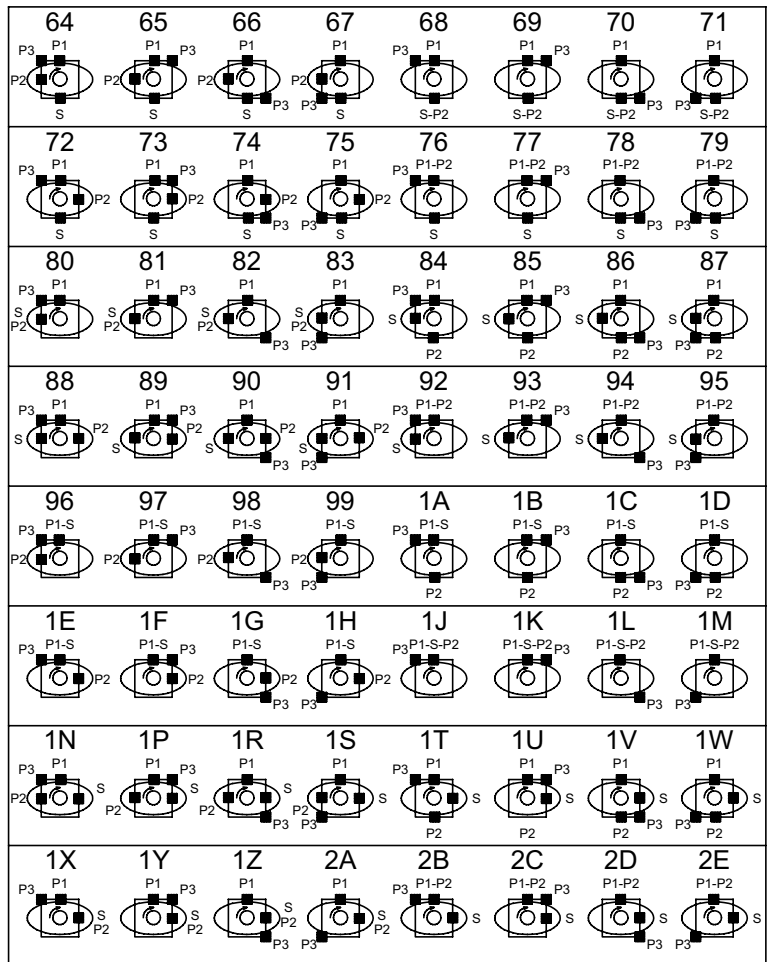 64 65 66 67 68 69 70 71
P3 P1 P1 P3 P1 P1 P3 P1 P1 P3 P1 P1
P2 P2 P2 P2
P3 P3 P3 P3
S S S S S-P2 S-P2 S-P2 S-P2
72 73 74 75 76 77 78 79
P3 P1 P1 P3 P1 P1 P3 P1-P2 P1-P2 P3 P1-P2 P1-P2
P2 P2 P2 P2
P3 P3 P3 P3
S S S S S S S S
80 81 82 83 84 85 86 87
P3 P1 P1 P3 P1 P1 P3 P1 P1 P3 P1 P1
S S S S S S S S
P2 P2 P2 P2
P3 P3 P2 P2 P2 P3 P3 P2
88 89 90 91 92 93 94 95
P3 P1 P1 P3 P1 P1 P3 P1-P2 P1-P2 P3 P1-P2 P1-P2
P2 P2 P2 P2
S S S S S S S S
P3 P3 P3 P3
96 97 98 99 1A 1B 1C 1D
P3 P1-S P1-S P3 P1-S P1-S P3 P1-S P1-S P3 P1-S P1-S
P2 P2 P2 P2
P3 P3 P2 P2 P2 P3 P3 P2
1E 1F 1G 1H 1J 1K 1L 1M
P3 P1-S P1-S P3 P1-S P1-S P3 P1-S-P2 P1-S-P2 P3 P1-S-P2 P1-S-P2
P2 P2 P2 P2
P3 P3 P3 P3
1N 1P 1R 1S 1T 1U 1V 1W
P3 P1 P1 P3 P1 P1 P3 P1 P1 P3 P1 P1
S S S S S S S S
P2 P2 P2 P2
P3 P3 P2 P2 P2 P3 P3 P2
1X 1Y 1Z 2A 2B 2C 2D 2E
P3 P1 P1 P3 P1 P1 P3 P1-P2 P1-P2 P3 P1-P2 P1-P2
S S S S S S S S
P2 P2 P2 P2
P3 P3 P3 P3